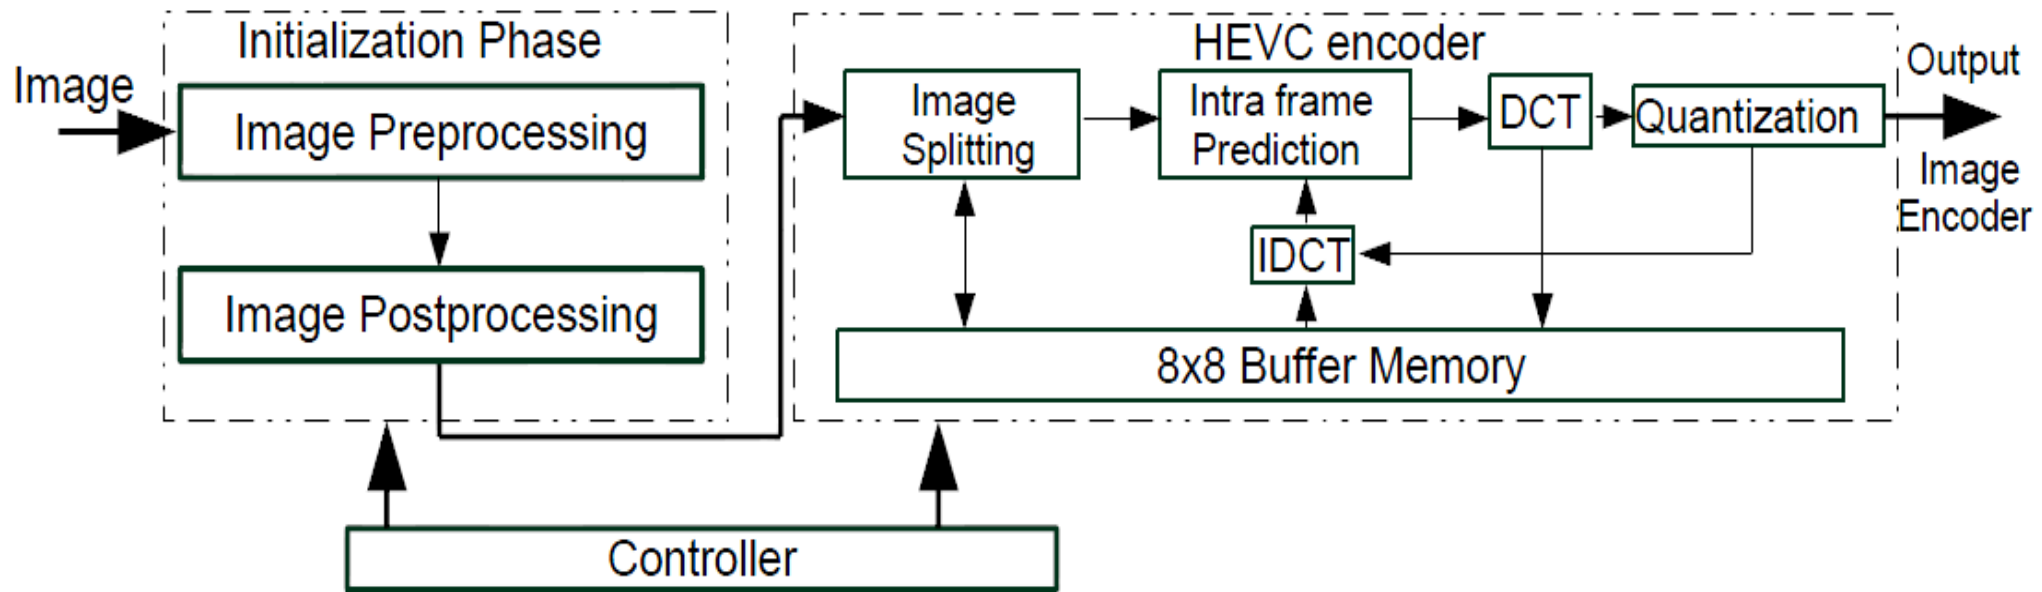 Initialization Phase
Image
Image Preprocessing
Image Postprocessing
HEVC encoder
Image
Splitting
Intra frame
Prediction
DCT
Quantization
Output
Image
Encoder
IDCT
8x8 Buffer Memory
Controller